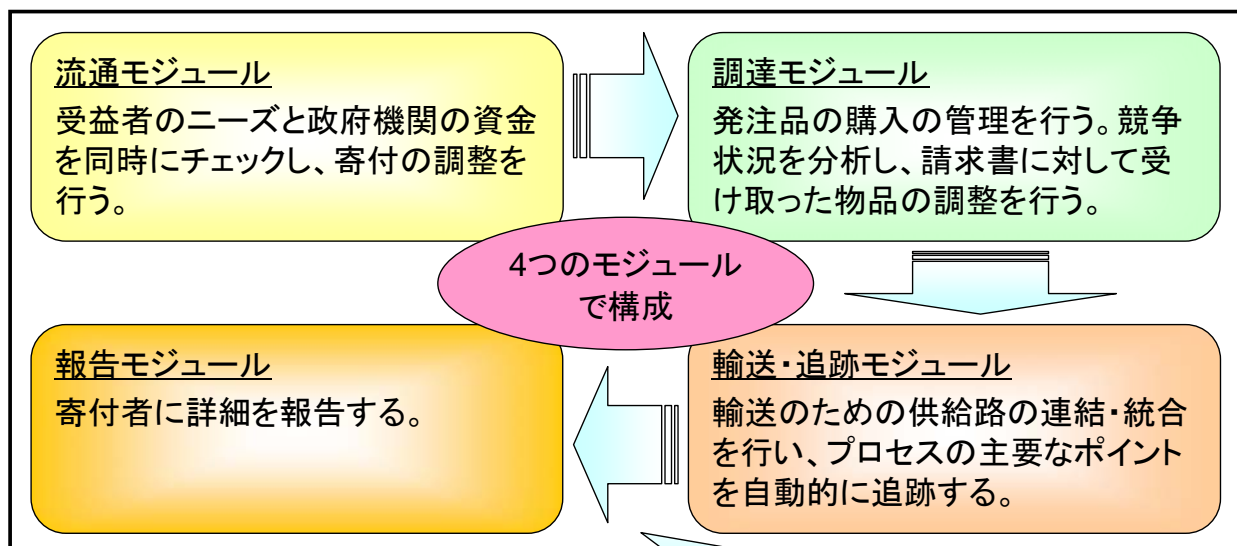 流通モジュール
受益者のニーズと政府機関の資金
を同時にチェックし、寄付の調整を
行う。
調達モジュール
発注品の購入の管理を行う。競争
状況を分析し、請求書に対して受
け取った物品の調整を行う。
4つのモジュール
で構成
報告モジュール
寄付者に詳細を報告する。
輸送・追跡モジュール
輸送のための供給路の連結・統合
を行い、プロセスの主要なポイント
を自動的に追跡する。